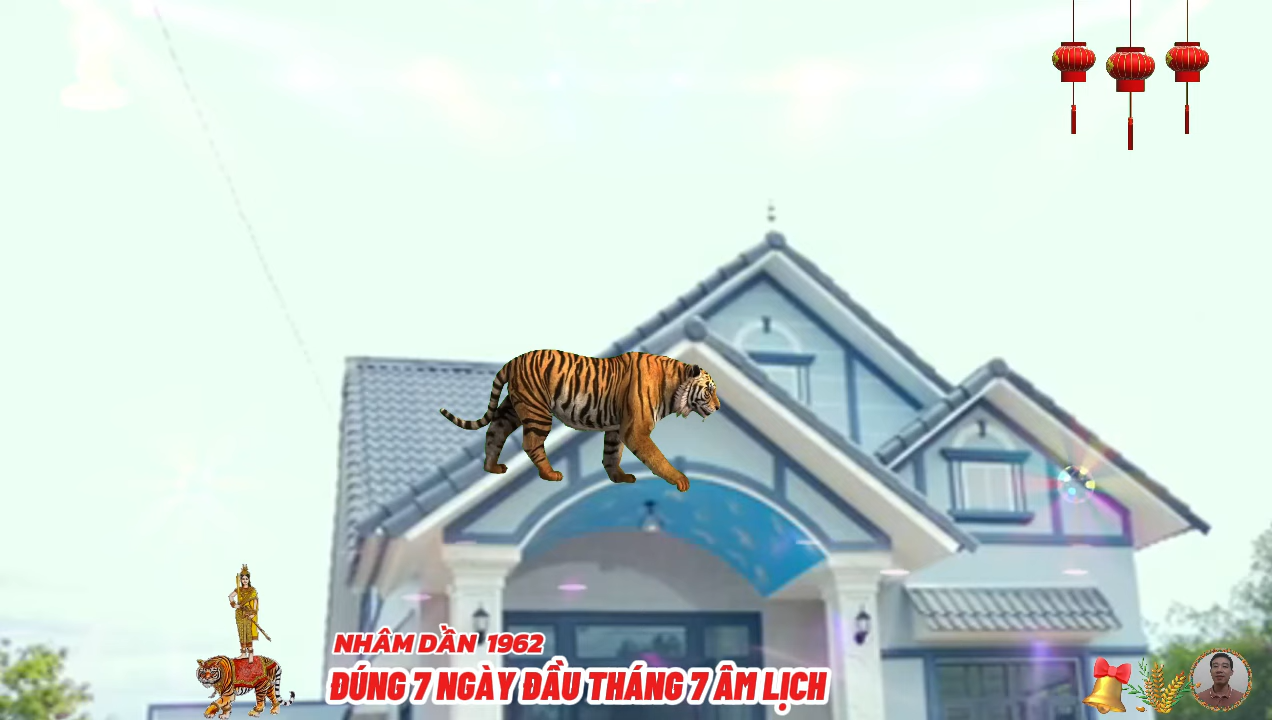 NHÂM DẦN 1962
ĐÚNG 7 NGÀY ĐẦU THÁNG 7 ÂM LỊCH